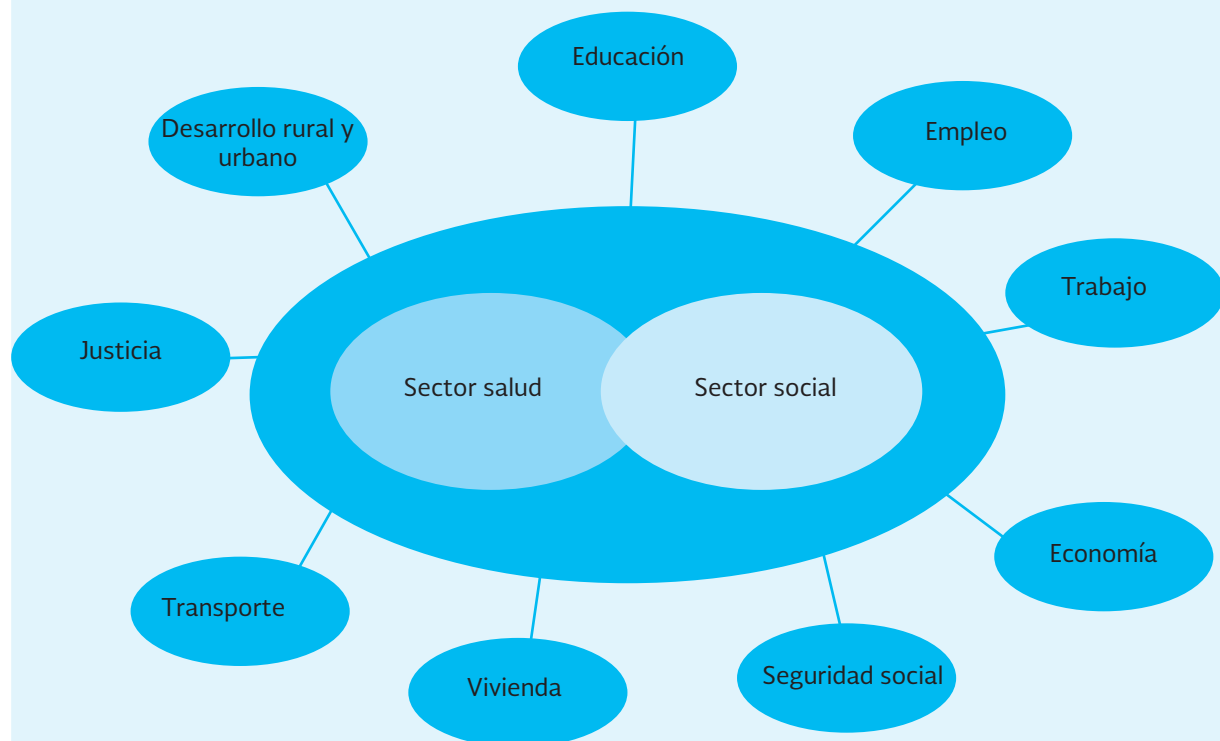 Educación
Empleo
Desarrollo rural y
urbano
Trabajo
Justicia
Sector salud
Sector social
Economía
Transporte
Vivienda
Seguridad social